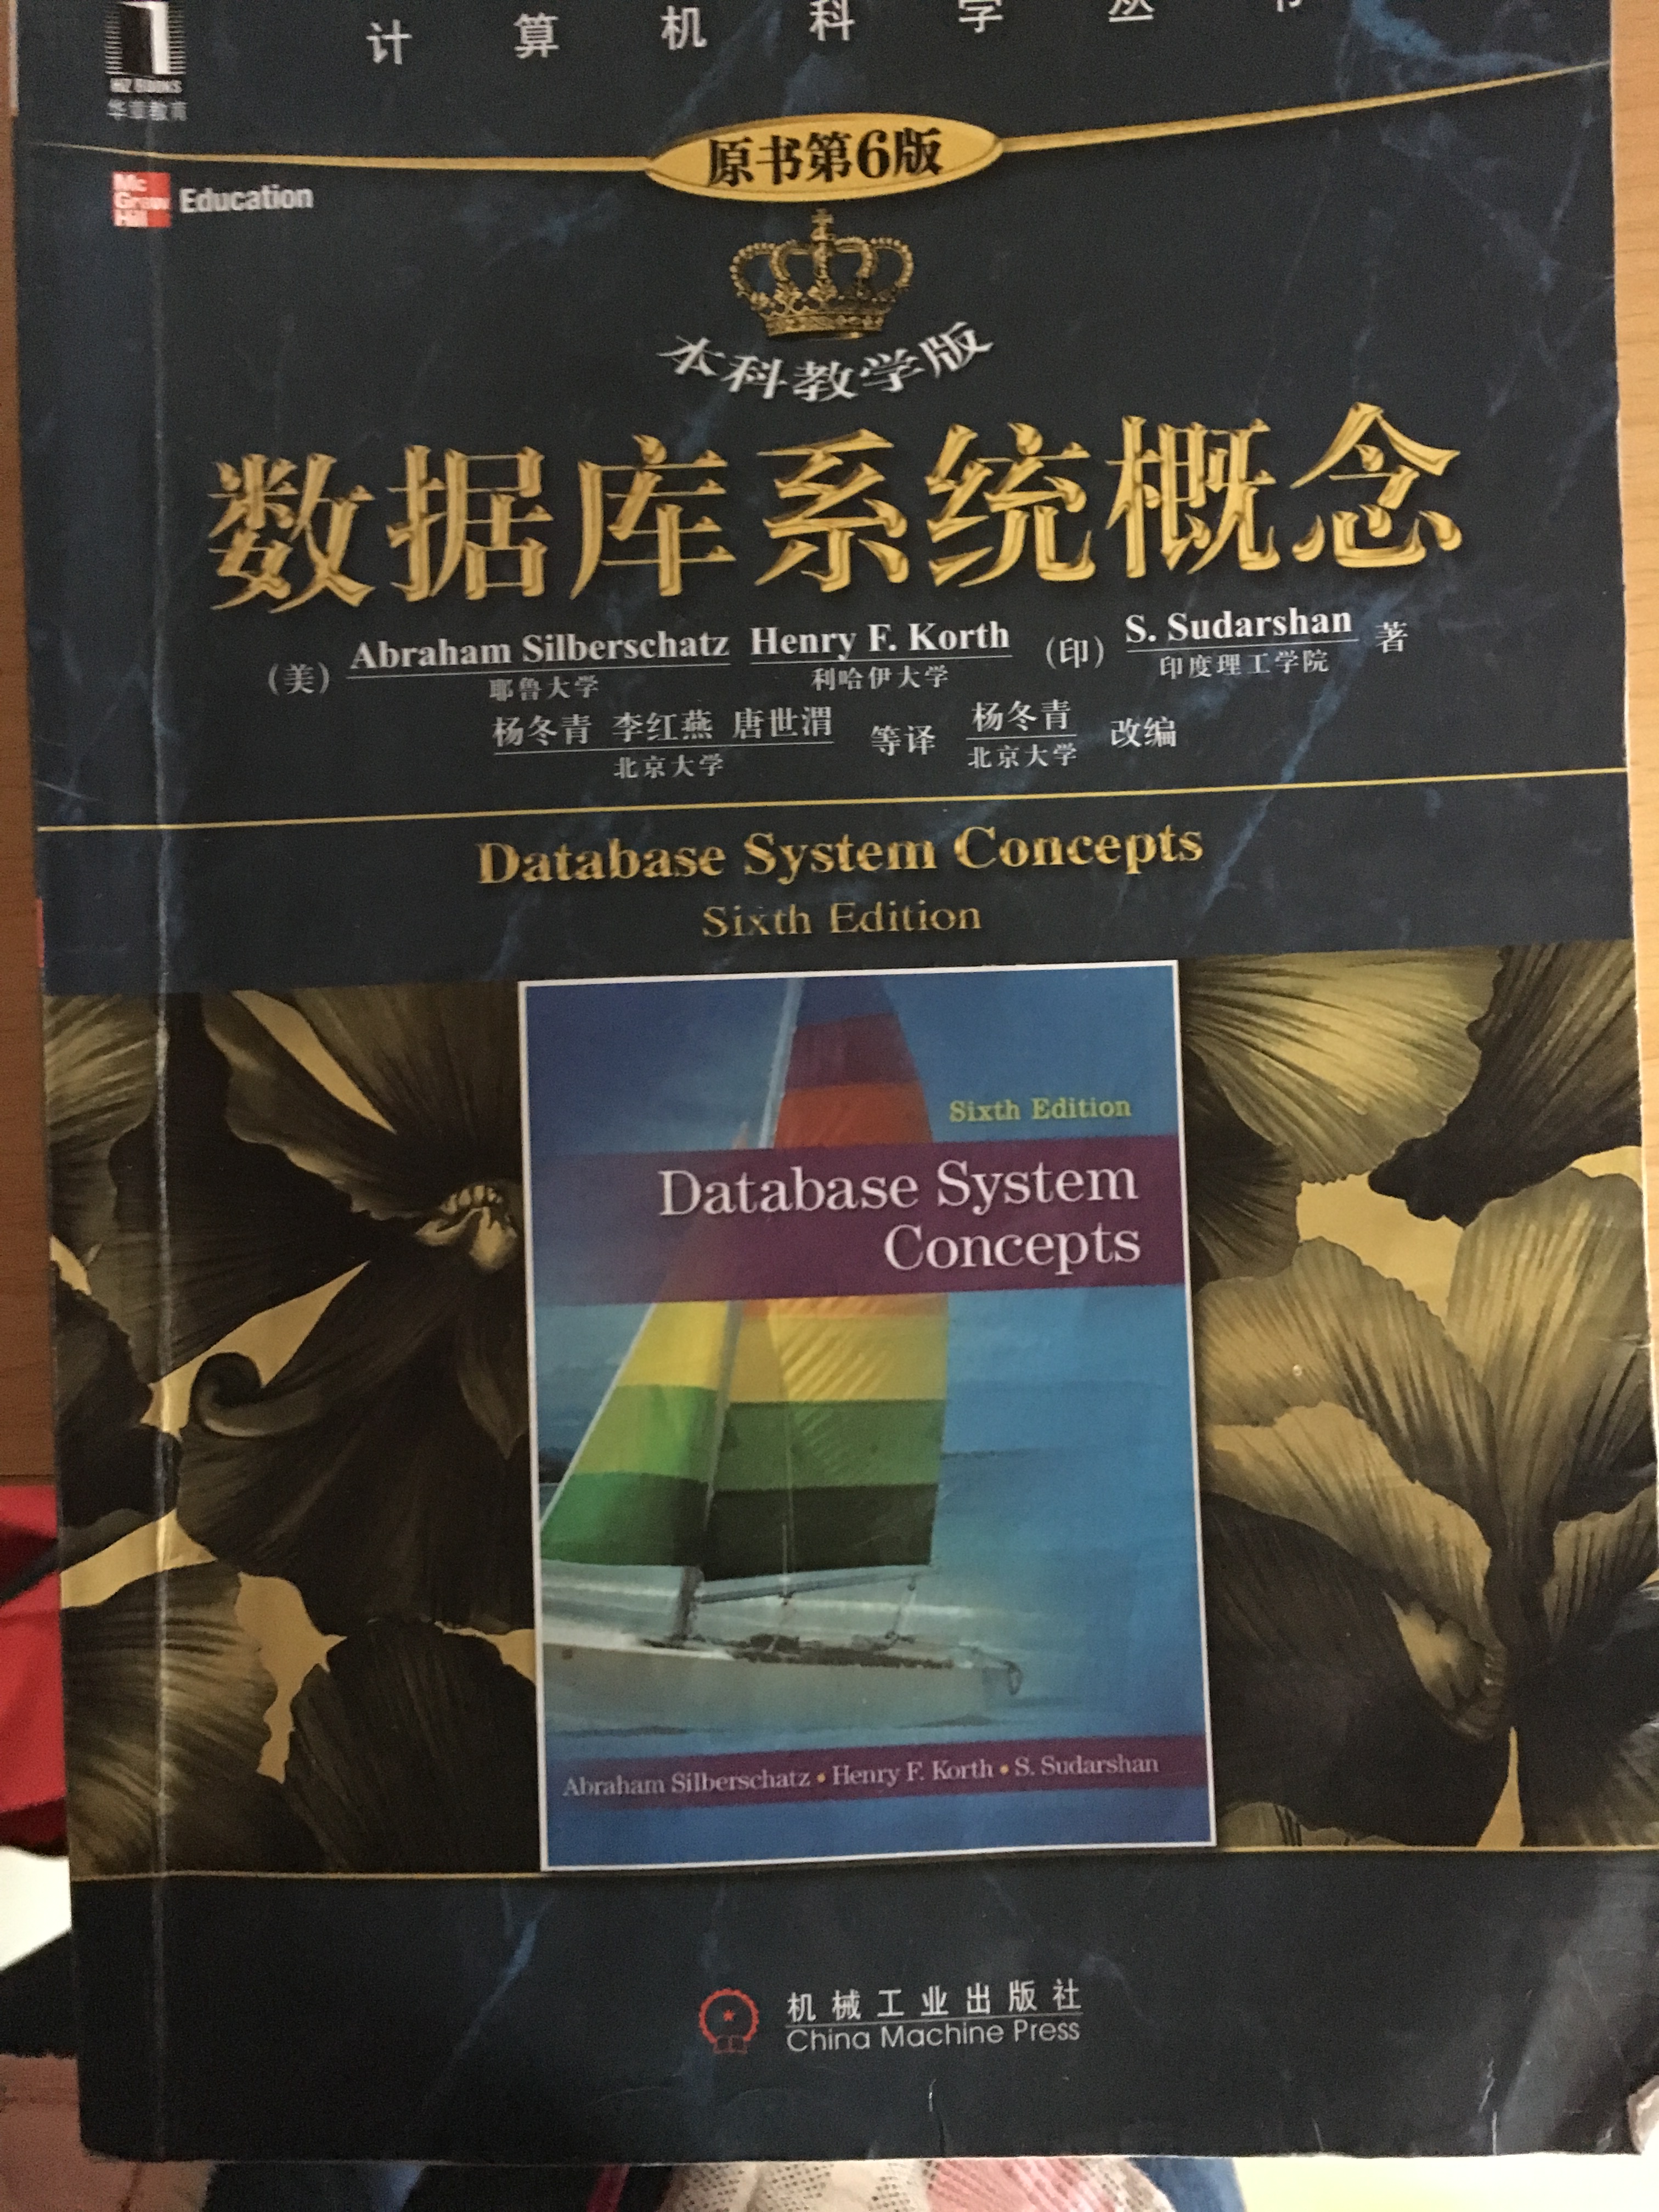 计算机科学丛书
HZ BOOKS
华章教育
原书第6版
Mc
Graw
Hill
Education
本科教学版
数据库系统概念
(美) Abraham Silberschatz Henry F. Korth (印) S. Sudarshan 著
耶鲁大学 利哈伊大学 印度理工学院
杨冬青 李红燕 唐世渭 等译 杨冬青 改编
北京大学 北京大学
Database System Concepts
Sixth Edition
Sixth Edition
Database System
Concepts
Abraham Silberschatz • Henry F. Korth • S. Sudarshan
机械工业出版社
China Machine Press